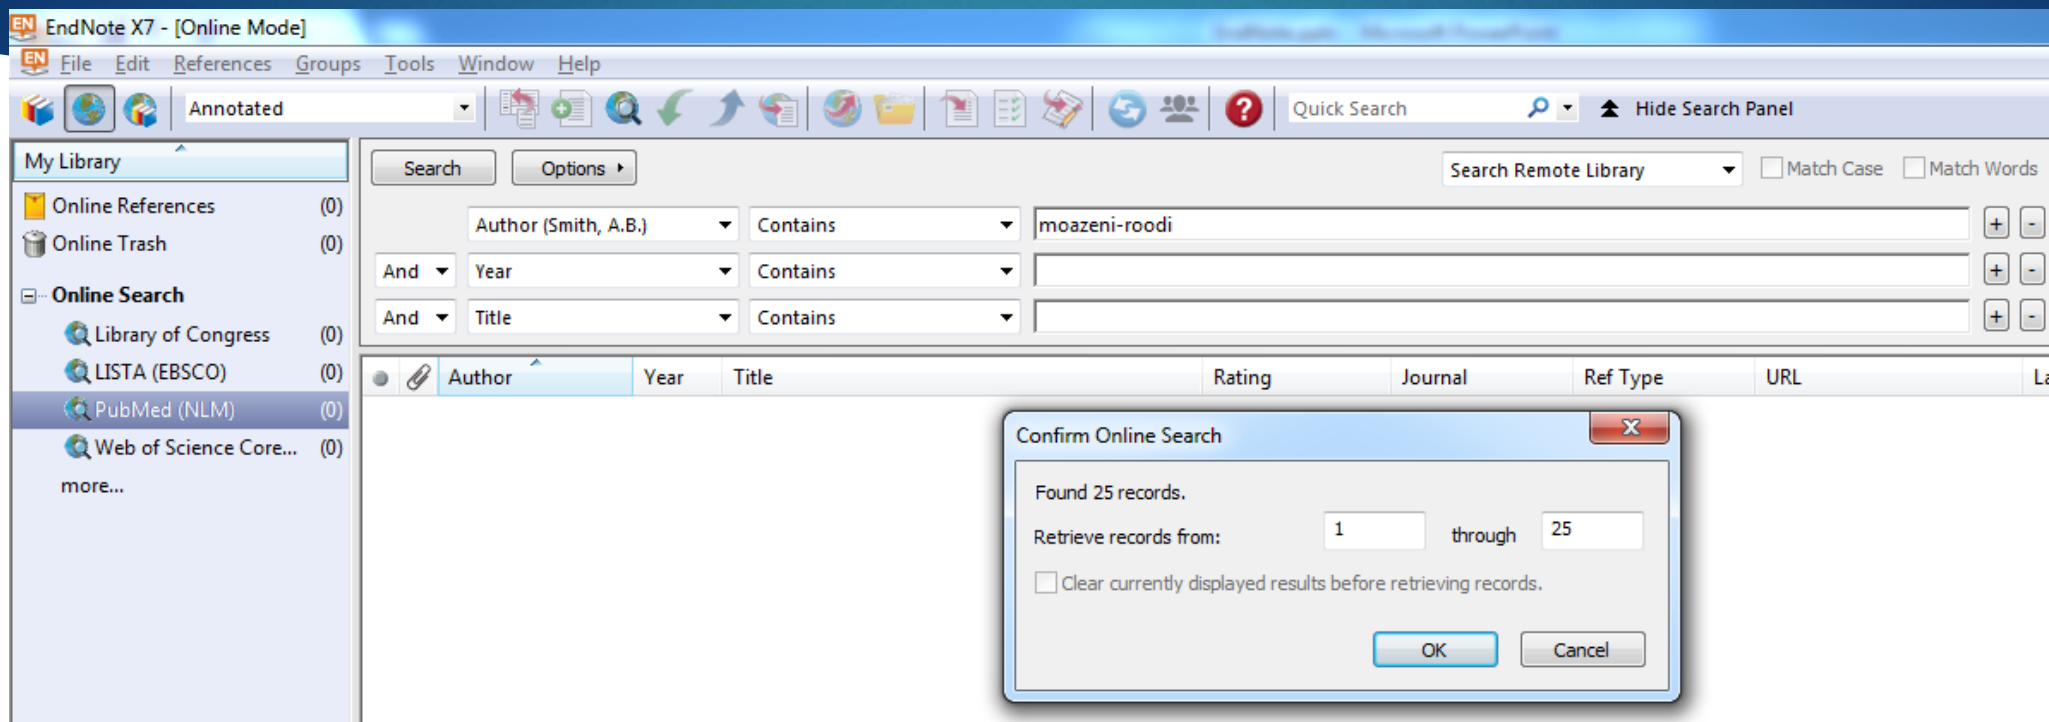 EN EndNote X7 - [Online Mode]
EN File Edit References Groups Tools Window Help
Annotated Quick Search Hide Search Panel
My Library
Online References (0)
Online Trash (0)
Online Search
Library of Congress (0)
LISTA (EBSCO) (0)
PubMed (NLM) (0)
Web of Science Core... (0)
more...
Search Options Search Remote Library Match Case Match Words
Author (Smith, A.B.) Contains moazeni-roodi + -
And Year Contains + -
And Title Contains + -
Author Year Title Rating Journal Ref Type URL La
Confirm Online Search
Found 25 records.
Retrieve records from: 1 through 25
Clear currently displayed results before retrieving records.
OK Cancel